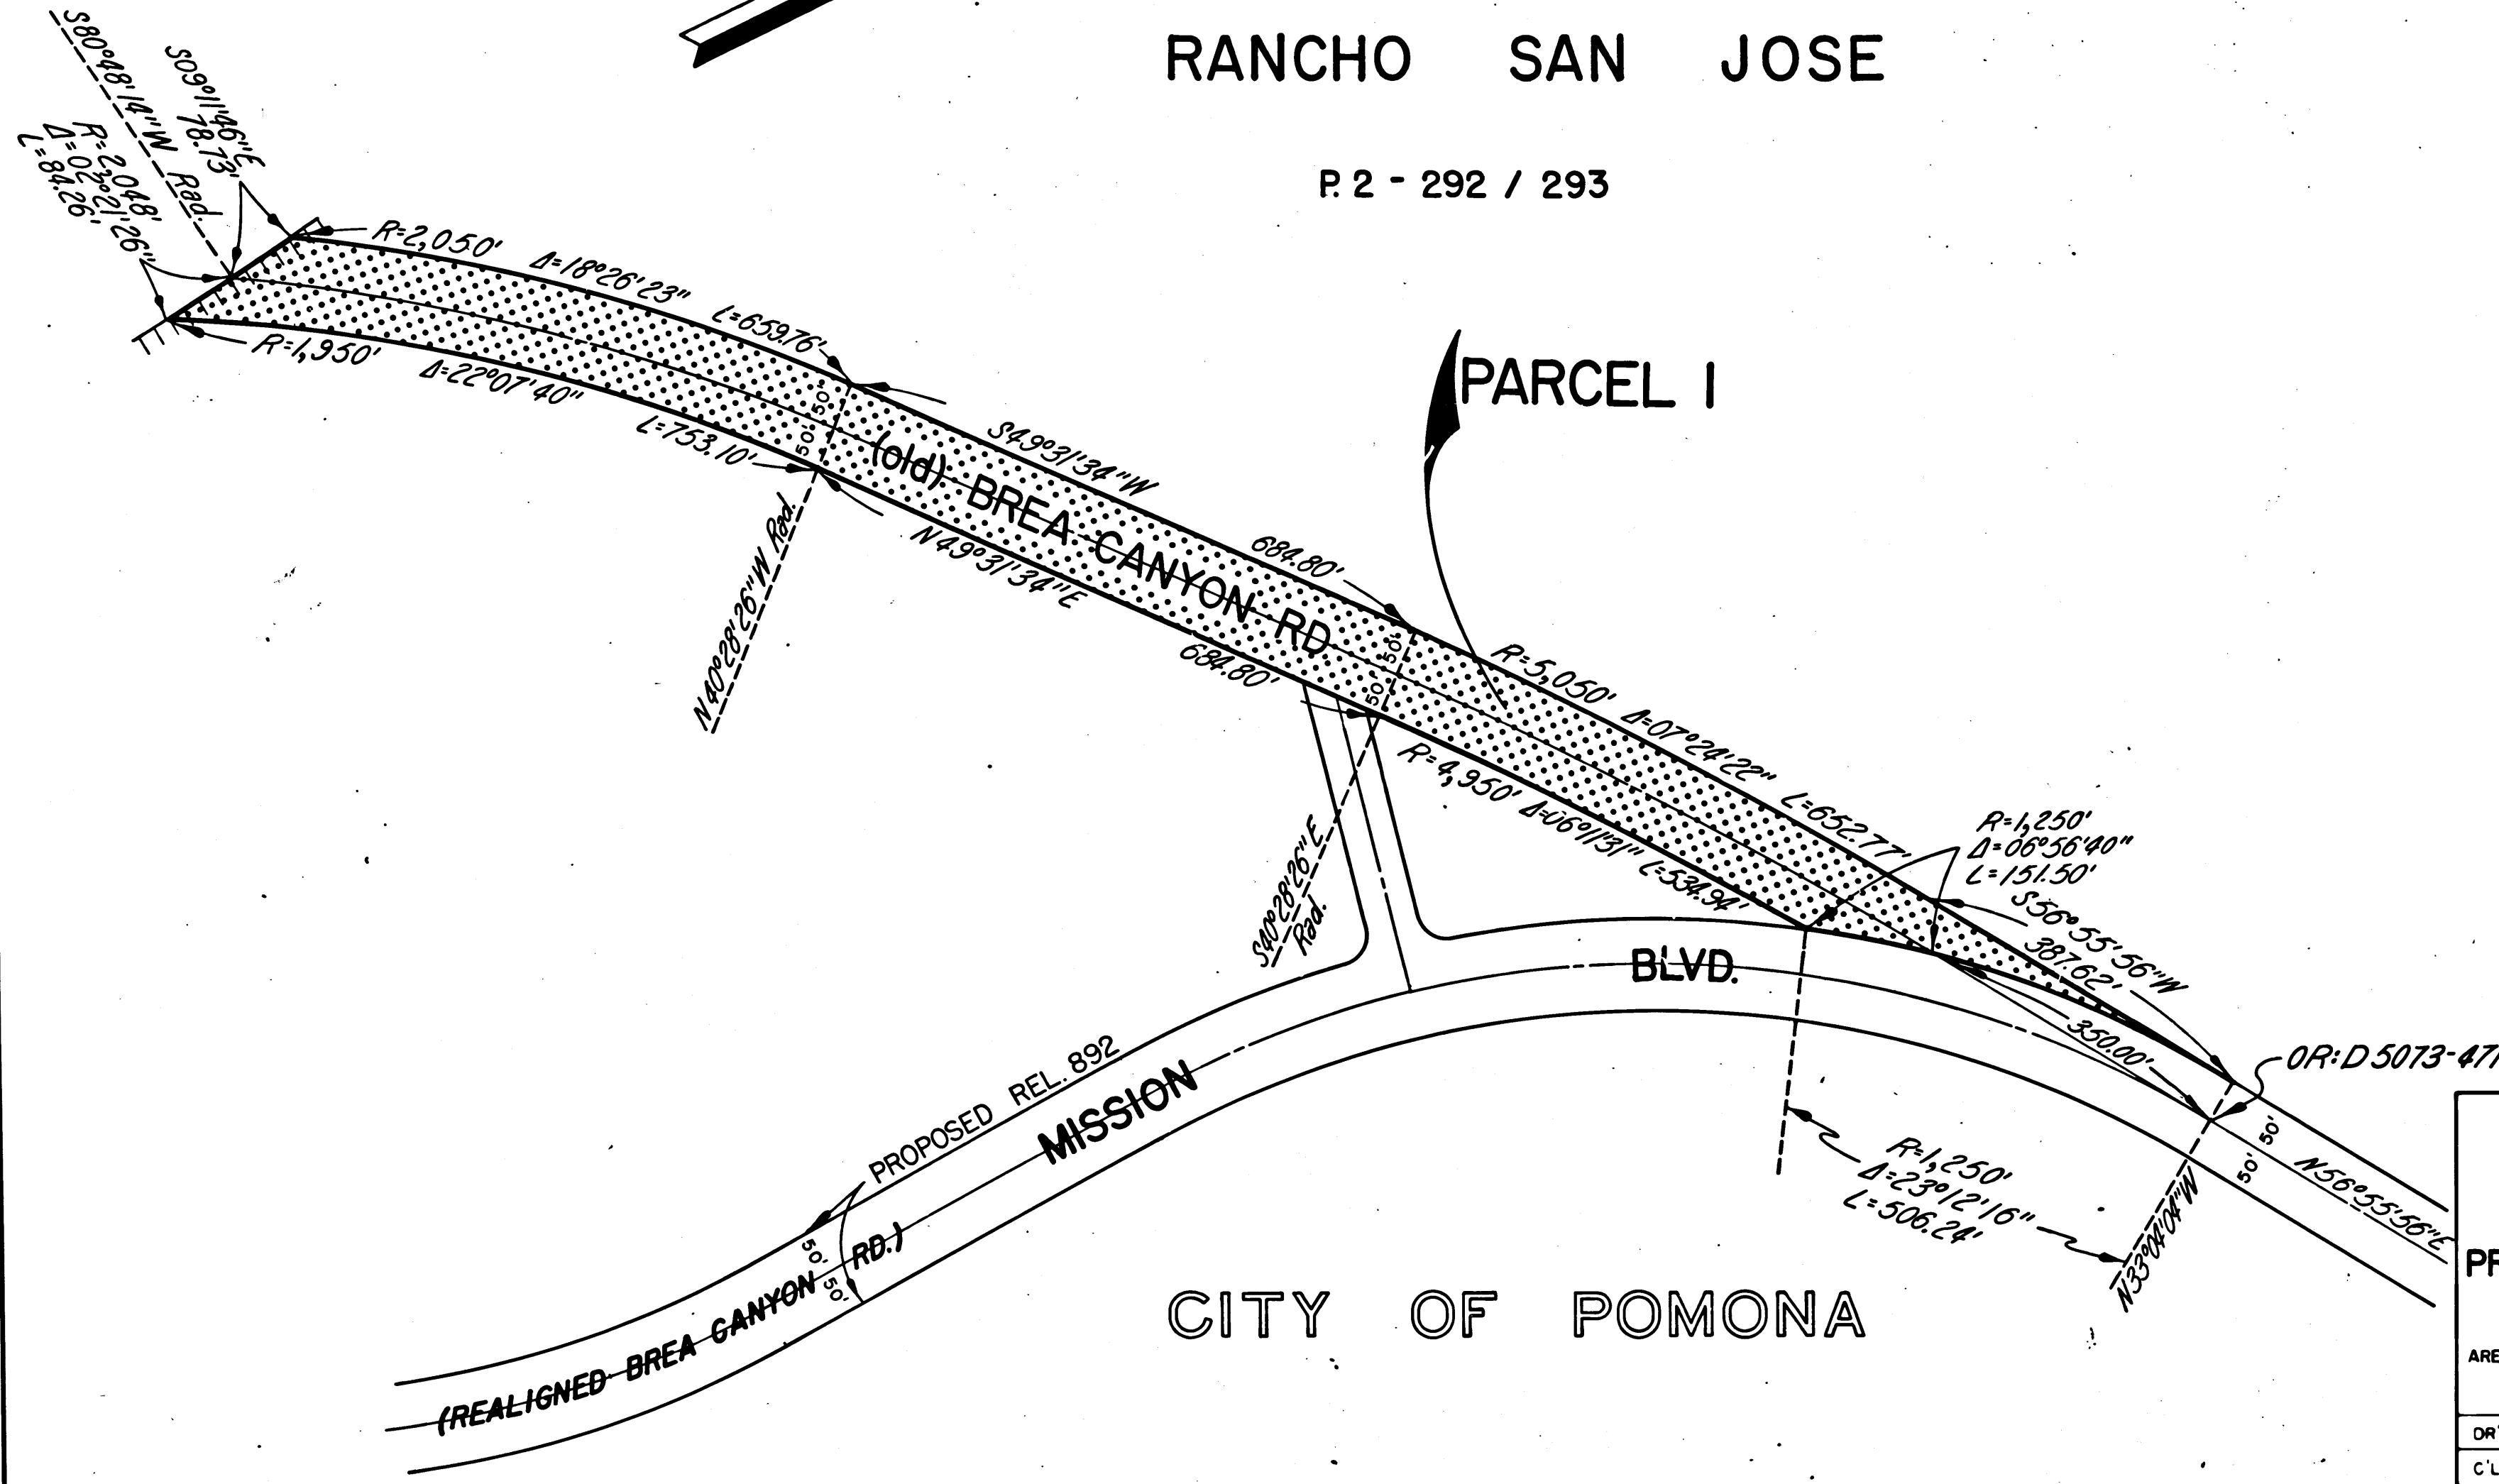 RANCHO SAN JOSE
P. 2 - 292 / 293
S09°11'46"E
78.13'
S80°48'14"W Rad.
R=2,048'
Δ=02°21'26"
L=84.26'
R=2,050' Δ=18°26'23" L=659.76'
R=1,950' Δ=22°07'40" L=753.10'
50' 50'
PARCEL 1
S49°31'34"W 684.80'
(old) BREA CANYON RD
N49°31'34"E 684.80'
N40°28'26"W Rad.
50' 50'
R=5,050' Δ=07°24'22" L=652.77'
R=4,950' Δ=06°11'31" L=534.94'
S40°28'26"E
Rad.
R=1,250'
Δ=06°56'40"
L=151.50'
S56°55'56"W
387.62'
350.00'
OR:D5073-477
BLVD.
MISSION
PROPOSED REL. 892
50' 50'
(REALIGNED BREA CANYON RD.)
R=1,250'
Δ=23°12'16"
L=506.24'
N33°04'04"W
50' 50'
N56°55'56"E
CITY OF POMONA
PR
ARE
DR'
C'L